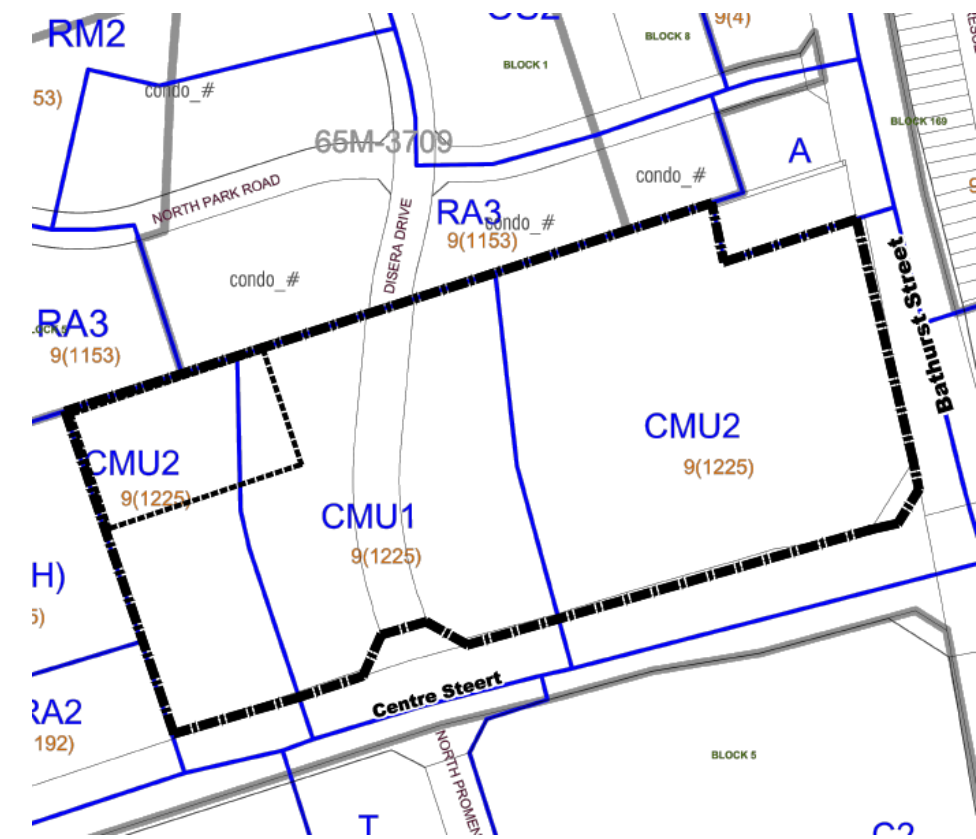 RM2
53)
condo_#
BLOCK 1
BLOCK 8
9(4)
BLOCK 169
65M-3709
A
NORTH PARK ROAD
DISERA DRIVE
condo_#
RA3
condo_#
9(1153)
condo_#
RA3
9(1153)
Bathurst.Street
CMU2
9(1225)
CMU2
9(1225)
CMU1
9(1225)
H)
5)
RA2
192)
Centre Steert
NORTH PROMEN
BLOCK 5
T
C2